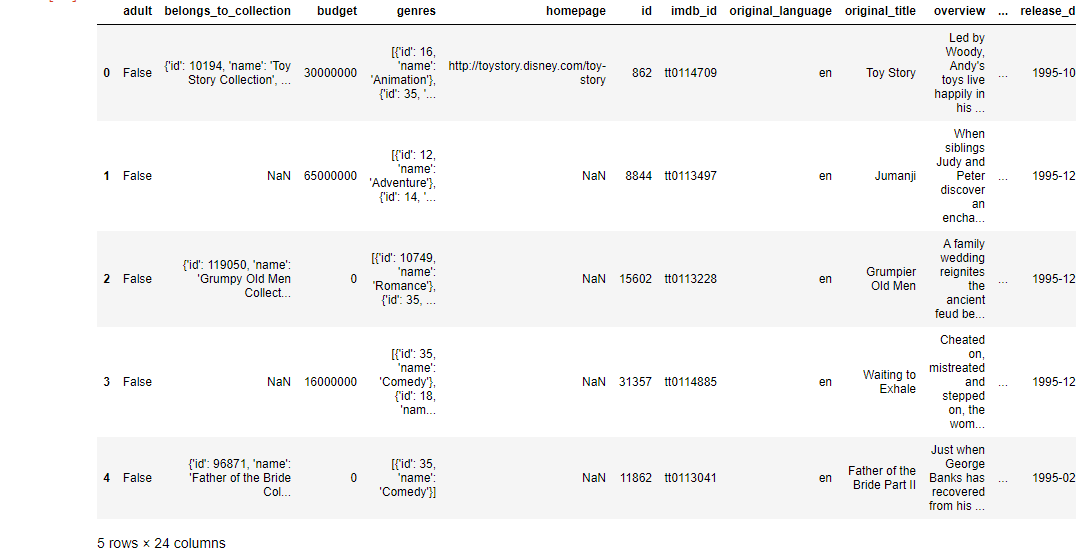 adult belongs_to_collection budget genres homepage id imdb_id original_language original_title overview ... release_d
0 False {'id': 10194, 'name': 'Toy Story Collection', ... 30000000 [{'id': 16, 'name': 'Animation'}, {'id': 35, '... http://toystory.disney.com/toy-story 862 tt0114709 en Toy Story Led by Woody, Andy's toys live happily in his ... ... 1995-10
1 False NaN 65000000 [{'id': 12, 'name': 'Adventure'}, {'id': 14, '... NaN 8844 tt0113497 en Jumanji When siblings Judy and Peter discover an encha... ... 1995-12
2 False {'id': 119050, 'name': 'Grumpy Old Men Collect... 0 [{'id': 10749, 'name': 'Romance'}, {'id': 35, ... NaN 15602 tt0113228 en Grumpier Old Men A family wedding reignites the ancient feud be... ... 1995-12
3 False NaN 16000000 [{'id': 35, 'name': 'Comedy'}, {'id': 18, 'nam... NaN 31357 tt0114885 en Waiting to Exhale Cheated on, mistreated and stepped on, the wom... ... 1995-12
4 False {'id': 96871, 'name': 'Father of the Bride Col... 0 [{'id': 35, 'name': 'Comedy'}] NaN 11862 tt0113041 en Father of the Bride Part II Just when George Banks has recovered from his ... ... 1995-02
5 rows × 24 columns